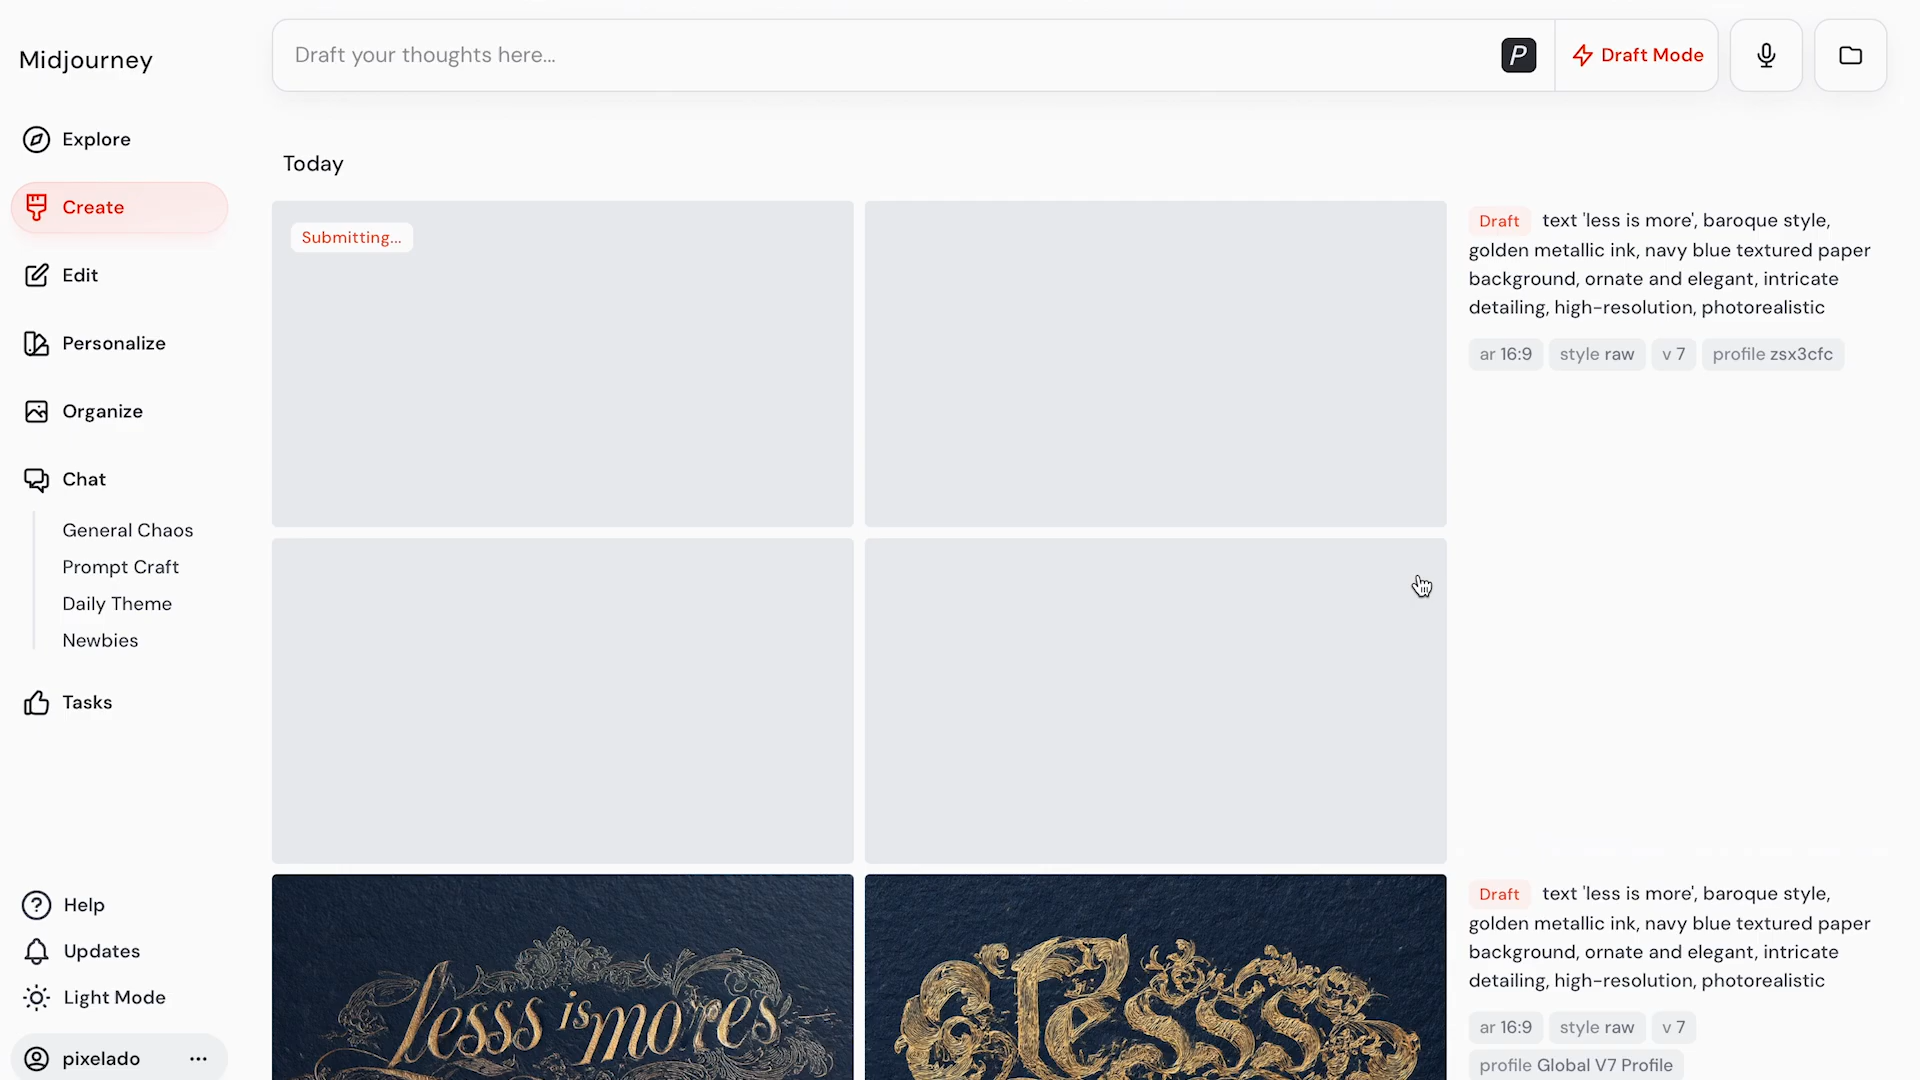 Midjourney
Draft your thoughts here...
P
Draft Mode
Explore
Create
Edit
Personalize
Organize
Chat
General Chaos
Prompt Craft
Daily Theme
Newbies
Tasks
Help
Updates
Light Mode
pixelado
Today
Submitting...
Draft text 'less is more', baroque style,
golden metallic ink, navy blue textured paper
background, ornate and elegant, intricate
detailing, high-resolution, photorealistic
ar 16:9 style raw v 7 profile zsx3cfc
Lesss is mores
Lesss
Draft text 'less is more', baroque style,
golden metallic ink, navy blue textured paper
background, ornate and elegant, intricate
detailing, high-resolution, photorealistic
ar 16:9 style raw v 7
profile Global V7 Profile